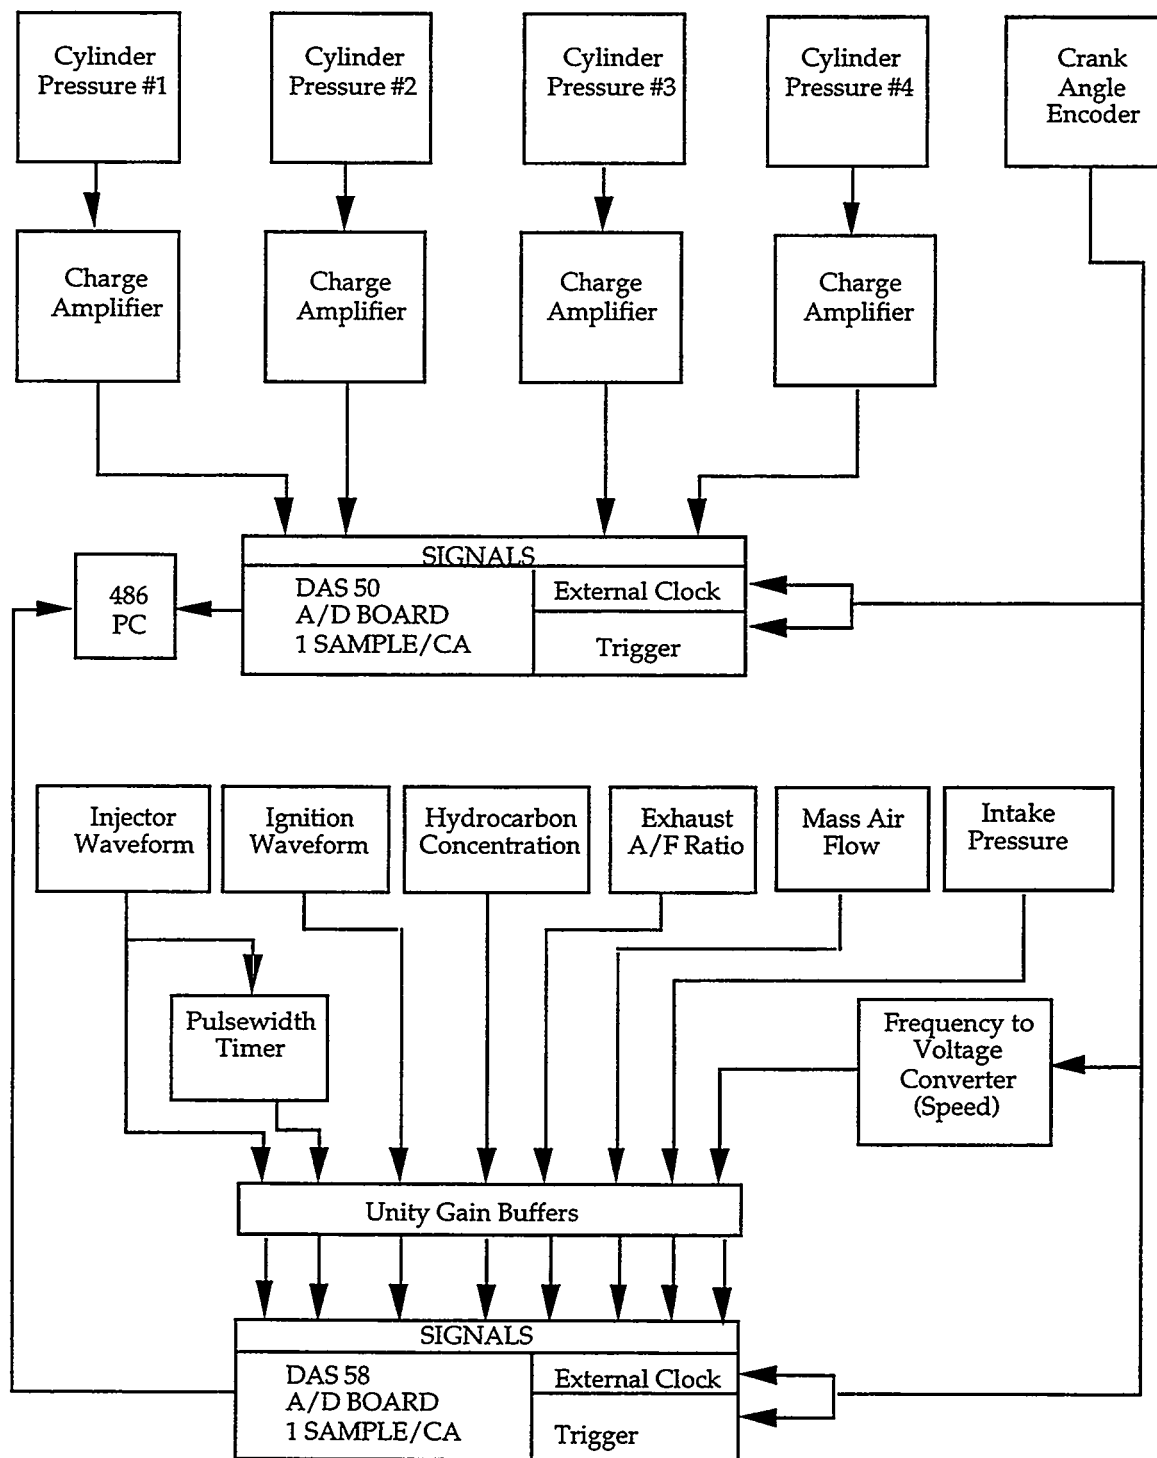 Cylinder
Pressure #1
Cylinder
Pressure #2
Cylinder
Pressure #3
Cylinder
Pressure #4
Crank
Angle
Encoder
Charge
Amplifier
Charge
Amplifier
Charge
Amplifier
Charge
Amplifier
486
PC
SIGNALS
DAS 50
A/D BOARD
1 SAMPLE/CA
External Clock
Trigger
Injector
Waveform
Ignition
Waveform
Hydrocarbon
Concentration
Exhaust
A/F Ratio
Mass Air
Flow
Intake
Pressure
Pulsewidth
Timer
Frequency to
Voltage
Converter
(Speed)
Unity Gain Buffers
SIGNALS
DAS 58
A/D BOARD
1 SAMPLE/CA
External Clock
Trigger